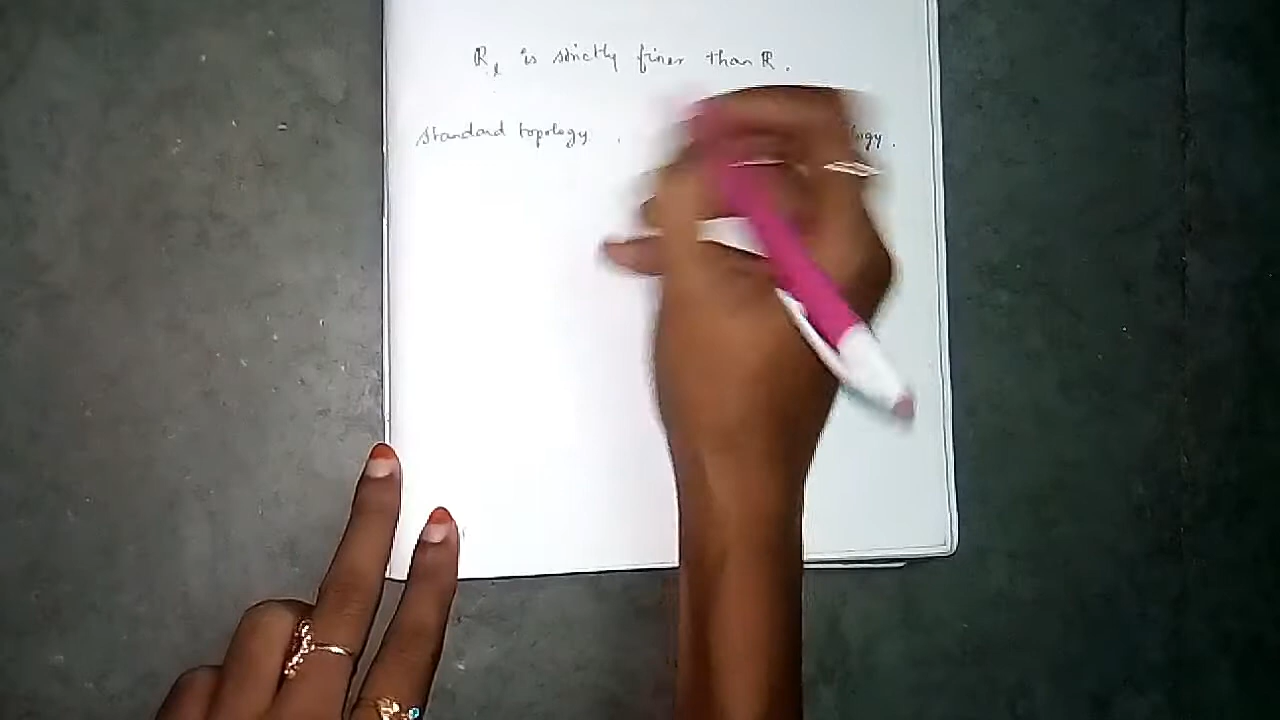 ℝₗ is strictly finer than ℝ.
Standard topology .